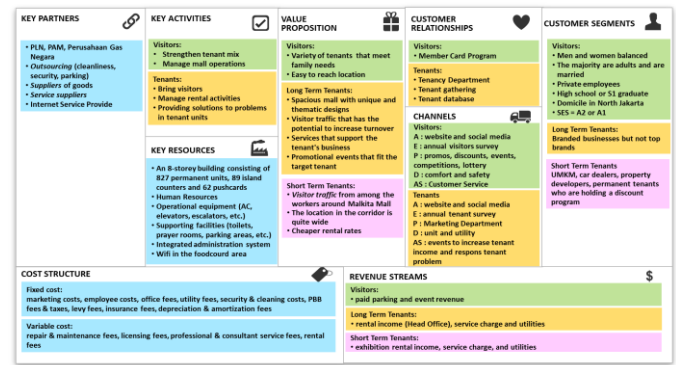 KEY PARTNERS
• PLN, PAM, Perusahaan Gas
Negara
• Outsourcing (cleanliness,
security, parking)
• Suppliers of goods
• Service suppliers
• Internet Service Provide
KEY ACTIVITIES
Visitors:
• Strengthen tenant mix
• Manage mall operations
Tenants:
• Bring visitors
• Manage rental activities
• Providing solutions to problems
in tenant units
KEY RESOURCES
• An 8-storey building consisting of
827 permanent units, 89 island
counters and 62 pushcards
• Human Resources
• Operational equipment (AC,
elevators, escalators, etc.)
• Supporting facilities (toilets,
prayer rooms, parking areas, etc.)
• Integrated administration system
• Wifi in the foodcourd area
VALUE
PROPOSITION
Visitors:
• Variety of tenants that meet
family needs
• Easy to reach location
Long Term Tenants:
• Spacious mall with unique and
thematic designs
• Visitor traffic that has the
potential to increase turnover
• Services that support the
tenant's business
• Promotional events that fit the
target tenant
Short Term Tenants:
• Visitor traffic from among the
workers around Malkita Mall
• The location in the corridor is
quite wide
• Cheaper rental rates
CUSTOMER
RELATIONSHIPS
Visitors:
• Member Card Program
Tenants:
• Tenancy Department
• Tenant gathering
• Tenant database
CHANNELS
Visitors:
A : website and social media
E : annual visitors survey
P : promos, discounts, events,
competitions, lottery
D : comfort and safety
AS : Customer Service
Tenants
A : website and social media
E : annual tenant survey
P : Marketing Department
D : unit and utility
AS : events to increase tenant
income and respons tenant
problem
CUSTOMER SEGMENTS
Visitors:
• Men and women balanced
• The majority are adults and are
married
• Private employees
• High school or S1 graduate
• Domicile in North Jakarta
• SES = A2 or A1
Long Term Tenants:
Branded businesses but not top
brands
Short Term Tenants
UMKM, car dealers, property
developers, permanent tenants
who are holding a discount
program
COST STRUCTURE
Fixed cost:
marketing costs, employee costs, office fees, utility fees, security & cleaning costs, PBB
fees & taxes, levy fees, insurance fees, depreciation & amortization fees
Variable cost:
repair & maintenance fees, licensing fees, professional & consultant service fees, rental
fees
REVENUE STREAMS
$
Visitors:
• paid parking and event revenue
Long Term Tenants:
• rental income (Head Office), service charge and utilities
Short Term Tenants:
• exhibition rental income, service charge, and utilities